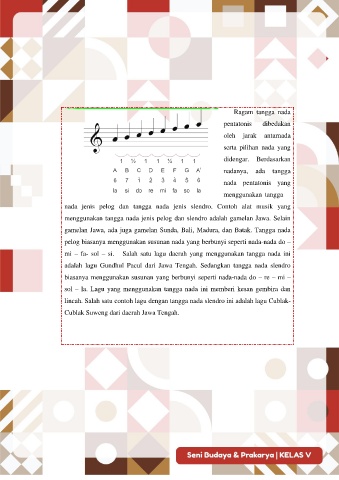 Ragam tangga nada
pentatonis dibedakan
oleh jarak antarnada
serta pilihan nada yang
didengar. Berdasarkan
nadanya, ada tangga
nada pentatonis yang
menggunakan tangga
1 ½ 1 1 ½ 1 1
A B C D E F G A'
6 7 1 2 3 4 5 6
la si do re mi fa so la
nada jenis pelog dan tangga nada jenis slendro. Contoh alat musik yang
menggunakan tangga nada jenis pelog dan slendro adalah gamelan Jawa. Selain
gamelan Jawa, ada juga gamelan Sunda, Bali, Madura, dan Batak. Tangga nada
pelog biasanya menggunakan susunan nada yang berbunyi seperti nada-nada do –
mi – fa- sol – si. Salah satu lagu daerah yang menggunakan tangga nada ini
adalah lagu Gundhul Pacul dari Jawa Tengah. Sedangkan tangga nada slendro
biasanya menggunakan susunan yang berbunyi seperti nada-nada do – re – mi –
sol – la. Lagu yang menggunakan tangga nada ini memberi kesan gembira dan
lincah. Salah satu contoh lagu dengan tangga nada slendro ini adalah lagu Cublak-
Cublak Suweng dari daerah Jawa Tengah.
Seni Budaya & Prakarya | KELAS V